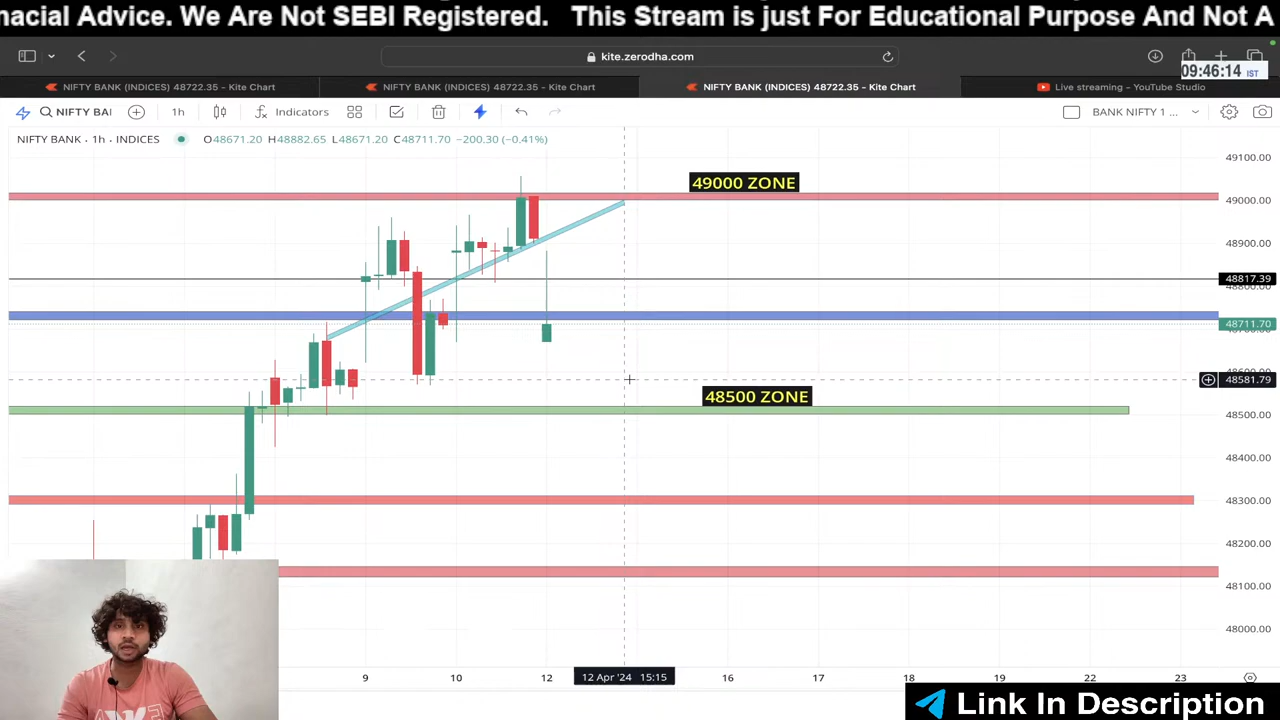 nacial Advice. We Are Not SEBI Registered. This Stream is just For Educational Purpose And Not A
kite.zerodha.com
09:46:14 IST
NIFTY BANK (INDICES) 48722.35 - Kite Chart
NIFTY BANK (INDICES) 48722.35 - Kite Chart
NIFTY BANK (INDICES) 48722.35 - Kite Chart
Live streaming - YouTube Studio
NIFTY BAI
1h
Indicators
BANK NIFTY 1 ...
NIFTY BANK · 1h · INDICES
O48671.20 H48882.65 L48671.20 C48711.70 −200.30 (−0.41%)
49100.00
49000 ZONE
49000.00
48900.00
48817.39
48711.70
48581.79
48500 ZONE
48500.00
48400.00
48300.00
48200.00
48100.00
48000.00
9
10
12
12 Apr '24 15:15
16
17
18
19
22
23
Link In Description